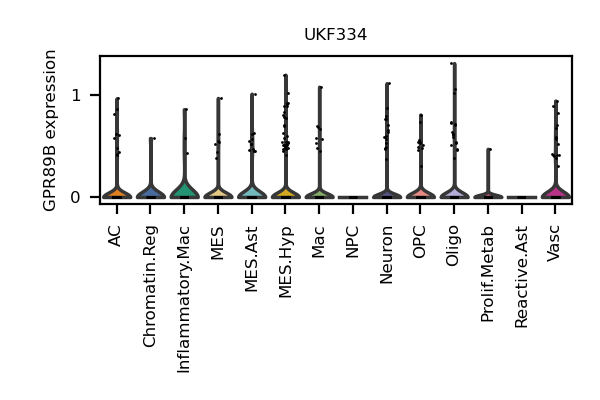 UKF334
GPR89B expression
1
0
AC
Chromatin.Reg
Inflammatory.Mac
MES
MES.Ast
MES.Hyp
Mac
NPC
Neuron
OPC
Oligo
Prolif.Metab
Reactive.Ast
Vasc